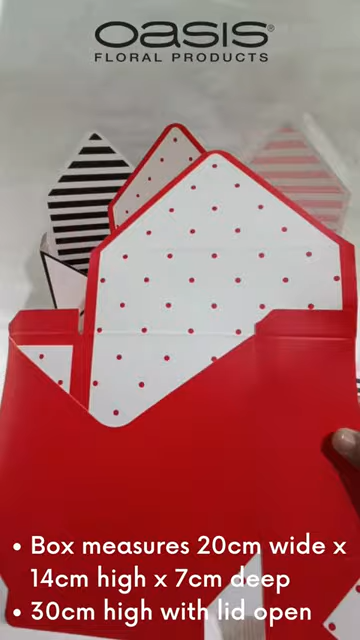 oasis®
FLORAL PRODUCTS
• Box measures 20cm wide x
14cm high x 7cm deep
• 30cm high with lid open